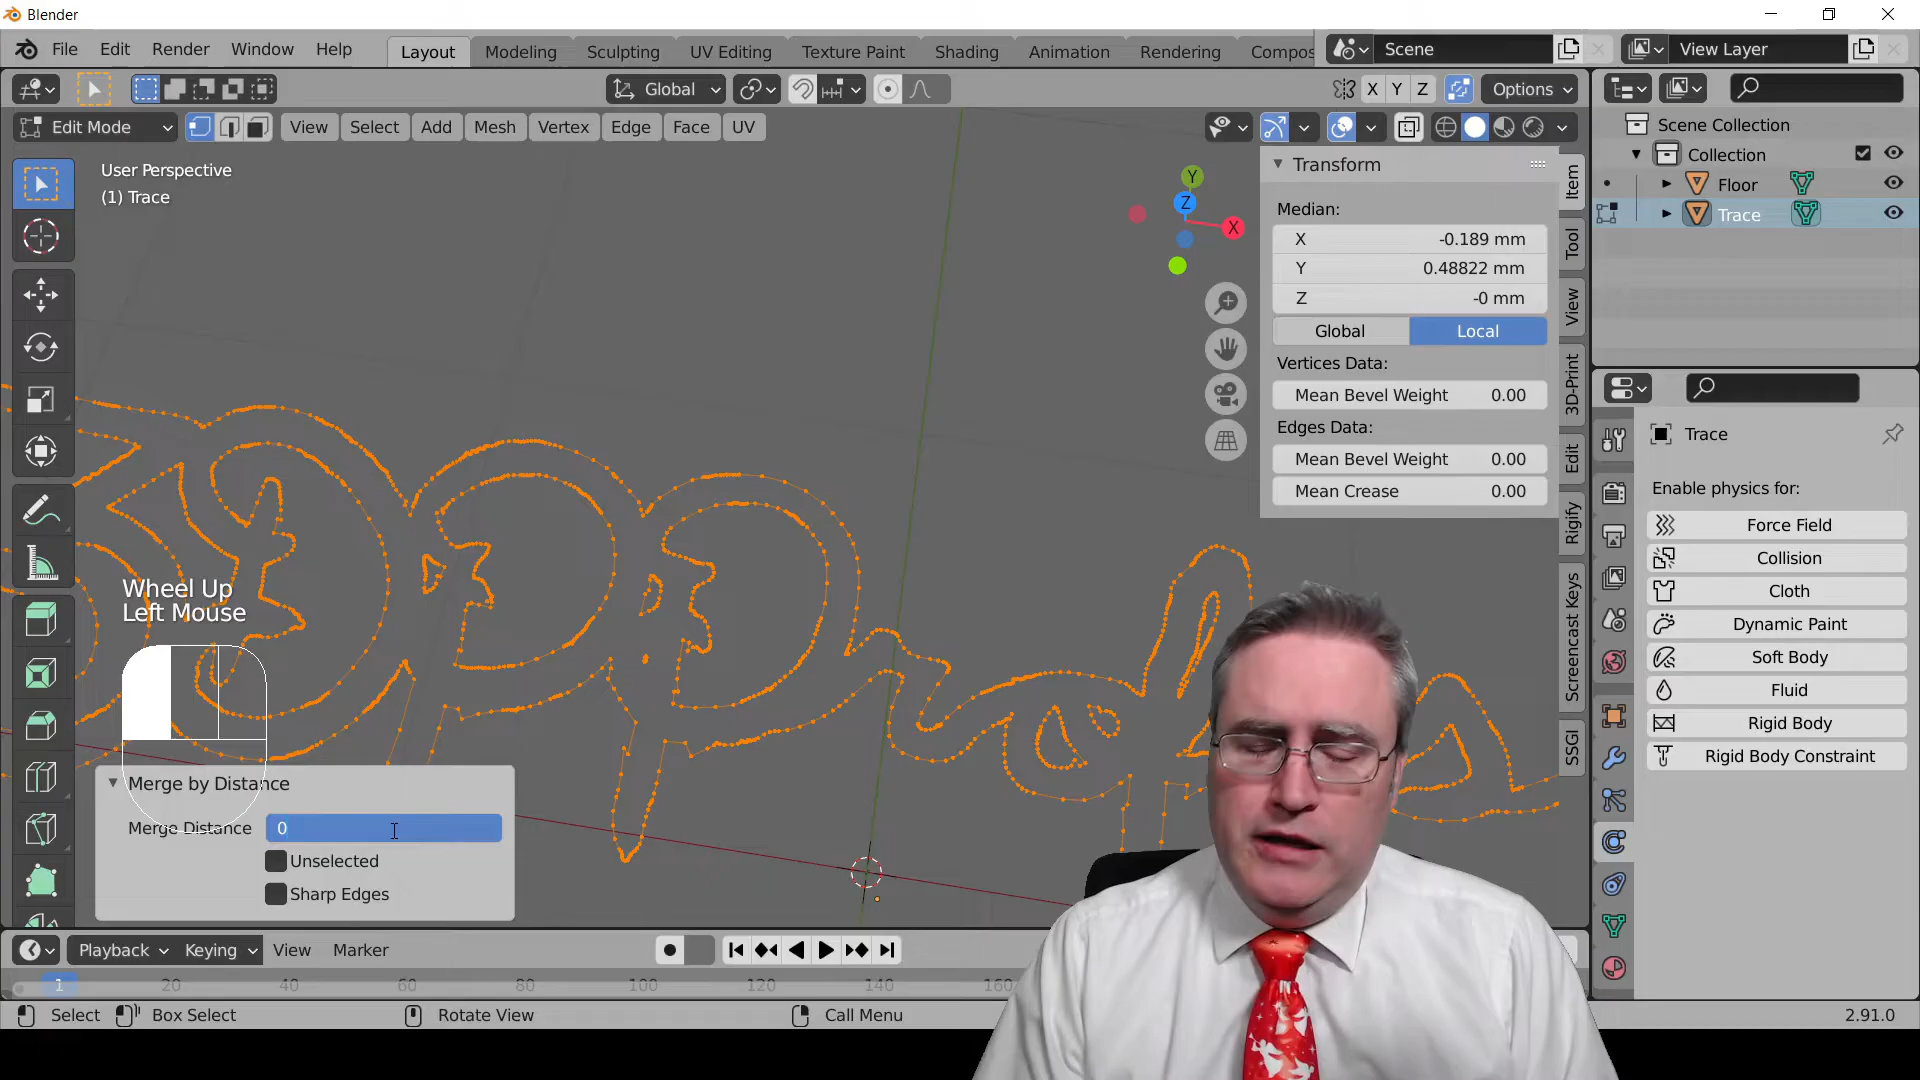 Blender
File Edit Render Window Help Layout Modeling Sculpting UV Editing Texture Paint Shading Animation Rendering Compos Scene View Layer
Global X Y Z Options
Edit Mode View Select Add Mesh Vertex Edge Face UV
User Perspective
(1) Trace
Y
Z
X
Transform
Median:
X -0.189 mm
Y 0.48822 mm
Z -0 mm
Global Local
Vertices Data:
Mean Bevel Weight 0.00
Edges Data:
Mean Bevel Weight 0.00
Mean Crease 0.00
Item
Tool
View
3D-Print
Edit
Rigify
Screencast Keys
SSGI
Scene Collection
Collection
Floor
Trace
Trace
Enable physics for:
Force Field
Collision
Cloth
Dynamic Paint
Soft Body
Fluid
Rigid Body
Rigid Body Constraint
Wheel Up
Left Mouse
Merge by Distance
Merge Distance 0
Unselected
Sharp Edges
Playback Keying View Marker
1 20 40 60 80 100 120 140 160
Select Box Select Rotate View Call Menu 2.91.0